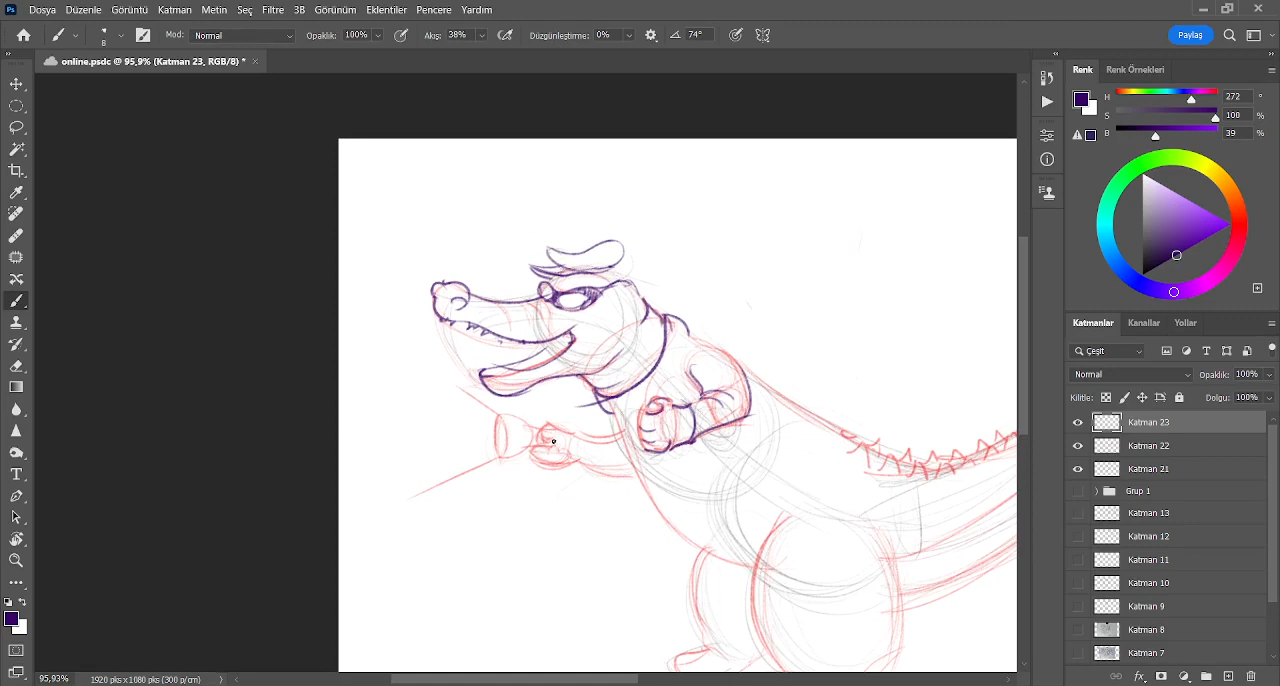 Ps Dosya Düzenle Görüntü Katman Metin Seç Filtre 3B Görünüm Eklentiler Pencere Yardım
8 Mod: Normal Opaklık: 100% Akış: 38% Düzgünleştirme: 0% 74° Paylaş
online.psdc @ 95,9% (Katman 23, RGB/8) * ×
Renk Renk Örnekleri
H 272 °
S 100 %
B 39 %
Katmanlar Kanallar Yollar
Çeşit
Normal Opaklık: 100%
Kilitle: Dolgu: 100%
Katman 23
Katman 22
Katman 21
Grup 1
Katman 13
Katman 12
Katman 11
Katman 10
Katman 9
Katman 8
Katman 7
95,93% 1920 pks x 1080 pks (300 p/cm)
fx